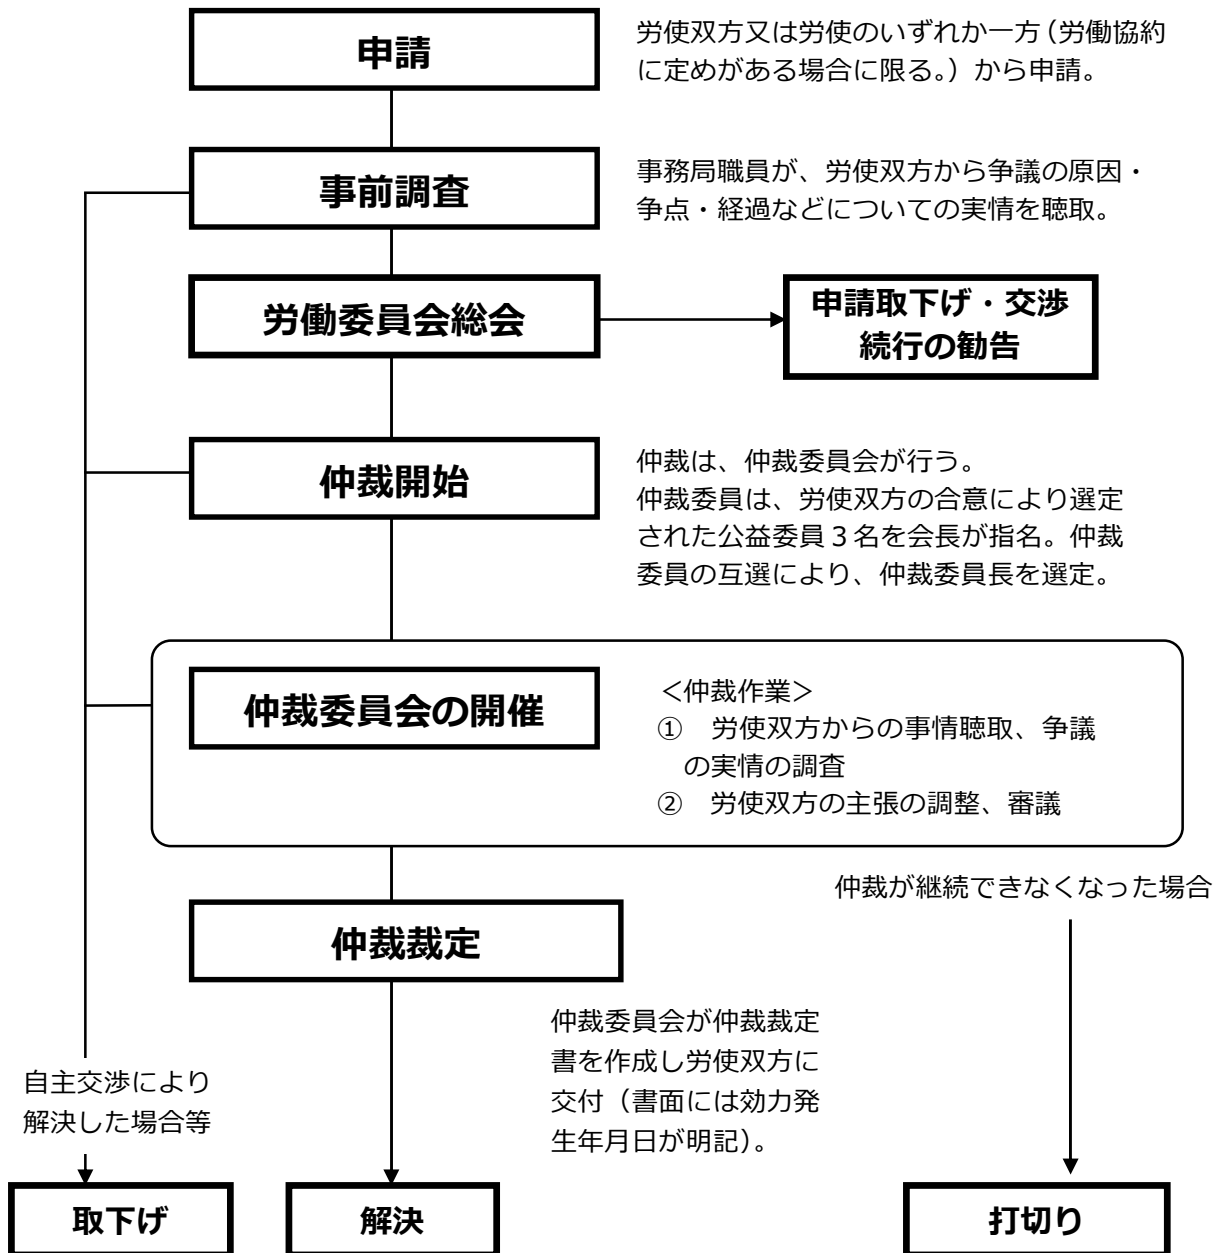 申請
労使双方又は労使のいずれか一方（労働協約
に定めがある場合に限る。）から申請。
事前調査
事務局職員が、労使双方から争議の原因・
争点・経過などについての実情を聴取。
労働委員会総会
申請取下げ・交渉
続行の勧告
仲裁開始
仲裁は、仲裁委員会が行う。
仲裁委員は、労使双方の合意により選定
された公益委員３名を会長が指名。仲裁
委員の互選により、仲裁委員長を選定。
仲裁委員会の開催
＜仲裁作業＞
①　労使双方からの事情聴取、争議
の実情の調査
②　労使双方の主張の調整、審議
仲裁が継続できなくなった場合
仲裁裁定
仲裁委員会が仲裁裁定
書を作成し労使双方に
交付（書面には効力発
生年月日が明記）。
自主交渉により
解決した場合等
取下げ
解決
打切り